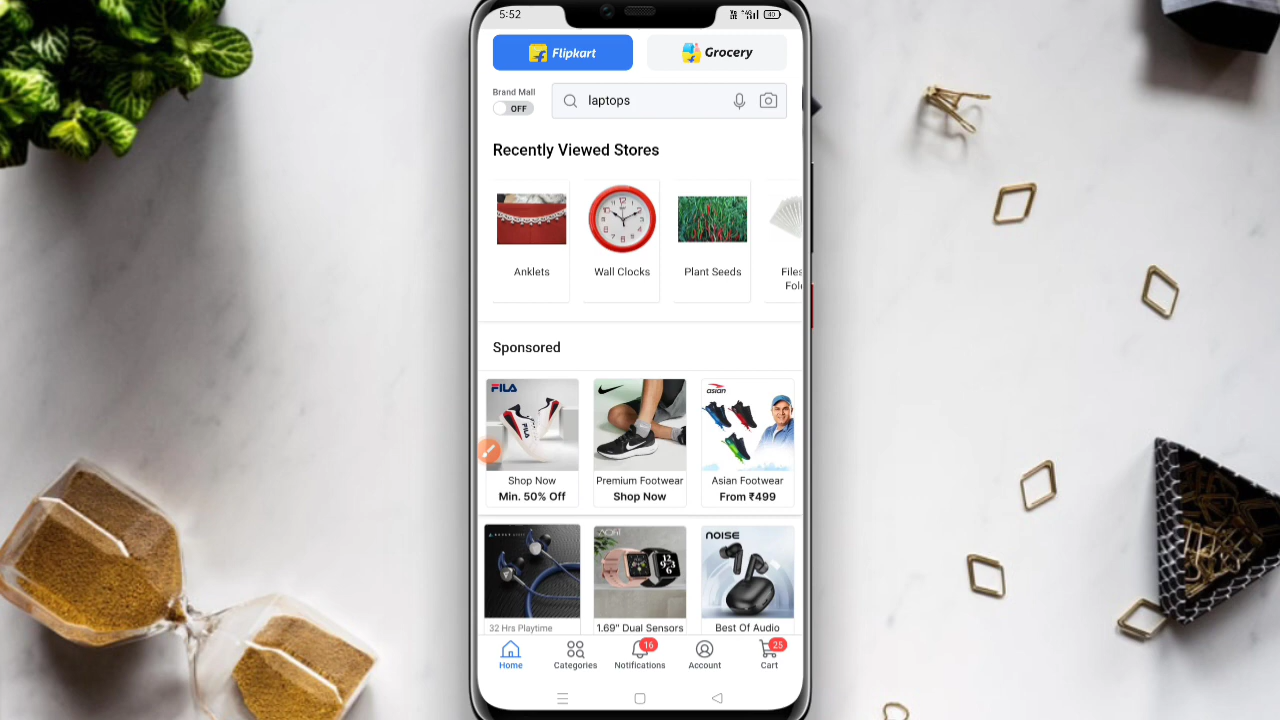 5:52
40
Flipkart
Grocery
Brand Mall
OFF
laptops
Recently Viewed Stores
Anklets
Wall Clocks
Plant Seeds
Files
Sponsored
FILA
asian
Shop Now
Min. 50% Off
Premium Footwear
Shop Now
Asian Footwear
From ₹499
NOISE
32 Hrs Playtime
1.69" Dual Sensors
Best Of Audio
16
25
Home
Categories
Notifications
Account
Cart